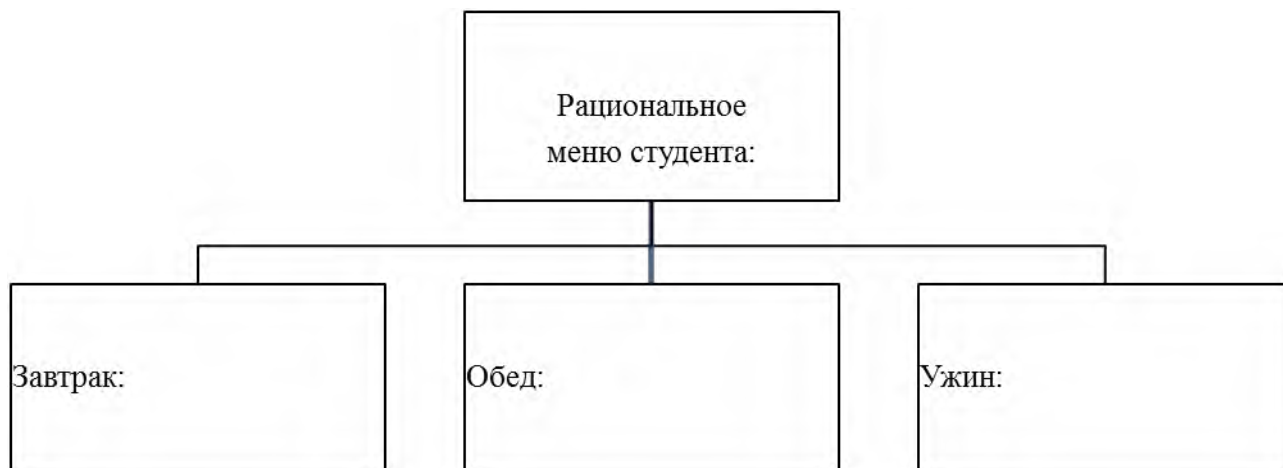 Рациональное
меню студента:
Завтрак:
Обед:
Ужин: